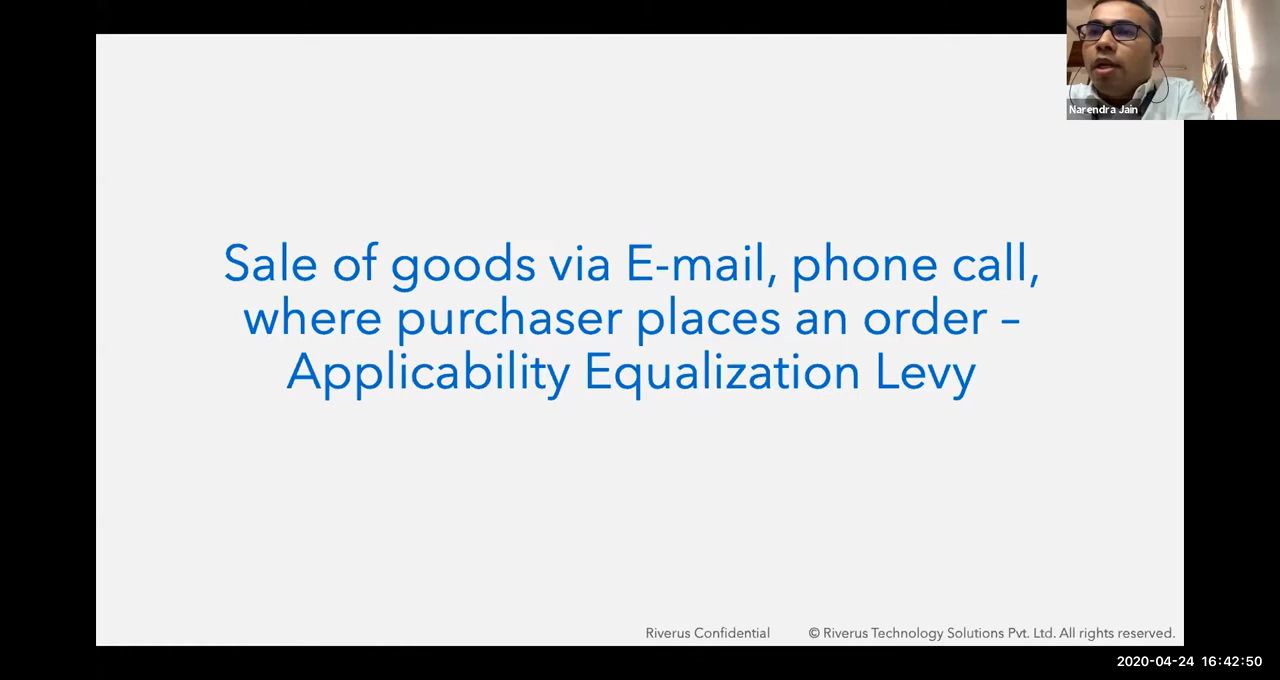 Narendra Jain
Sale of goods via E-mail, phone call,
where purchaser places an order –
Applicability Equalization Levy
Riverus Confidential © Riverus Technology Solutions Pvt. Ltd. All rights reserved.
2020-04-24 16:42:50